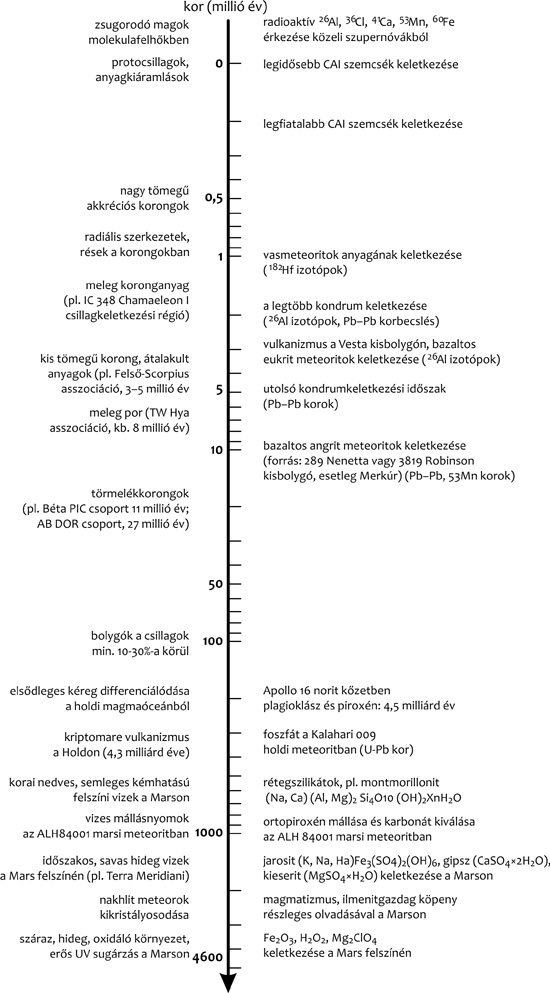 kor (millió év)
zsugorodó magok
molekulafelhőkben
radioaktív ²⁶Al, ³⁶Cl, ⁴¹Ca, ⁵³Mn, ⁶⁰Fe
érkezése közeli szupernóvákból
protocsillagok,
anyagkiáramlások
0
legidősebb CAI szemcsék keletkezése
legfiatalabb CAI szemcsék keletkezése
nagy tömegű
akkréciós korongok
0,5
radiális szerkezetek,
rések a korongokban
1
vasmeteoritok anyagának keletkezése
(¹⁸²Hf izotópok)
meleg koronganyag
(pl. IC 348 Chamaeleon I
csillagkeletkezési régió)
a legtöbb kondrum keletkezése
(²⁶Al izotópok, Pb–Pb korbecslés)
vulkanizmus a Vesta kisbolygón, bazaltos
eukrit meteoritok keletkezése (²⁶Al izotópok)
kis tömegű korong, átalakult
anyagok (pl. Felső-Scorpius
asszociáció, 3–5 millió év
5
utolsó kondrumkeletkezési időszak
(Pb–Pb korok)
meleg por (TW Hya
asszociáció, kb. 8 millió év)
10
bazaltos angrit meteoritok keletkezése
(forrás: 289 Nenetta vagy 3819 Robinson
kisbolygó, esetleg Merkúr) (Pb–Pb, 53Mn korok)
törmelékkorongok
(pl. Béta PIC csoport 11 millió év;
AB DOR csoport, 27 millió év)
50
bolygók a csillagok
min. 10-30%-a körül
100
elsődleges kéreg differenciálódása
a holdi magmaóceánból
Apollo 16 norit kőzetben
plagioklász és piroxén: 4,5 milliárd év
kriptomare vulkanizmus
a Holdon (4,3 milliárd éve)
foszfát a Kalahari 009
holdi meteoritban (U-Pb kor)
korai nedves, semleges kémhatású
felszíni vizek a Marson
rétegszilikátok, pl. montmorillonit
(Na, Ca) (Al, Mg)₂ Si₄O10 (OH)₂XnH₂O
vizes mállásnyomok
az ALH84001 marsi meteoritban
1000
ortopiroxén mállása és karbonát kiválása
az ALH 84001 marsi meteoritban
időszakos, savas hideg vizek
a Mars felszínén (pl. Terra Meridiani)
jarosit (K, Na, Ha)Fe₃(SO4)₂(OH)₆, gipsz (CaSO₄×2H₂O),
kieserit (MgSO₄×H₂O) keletkezése a Marson
nakhlit meteorok
kikristályosodása
magmatizmus, ilmenitgazdag köpeny
részleges olvadásával a Marson
száraz, hideg, oxidáló környezet,
erős UV sugárzás a Marson
4600
Fe₂O₃, H₂O₂, Mg₂ClO₄
keletkezése a Mars felszínén